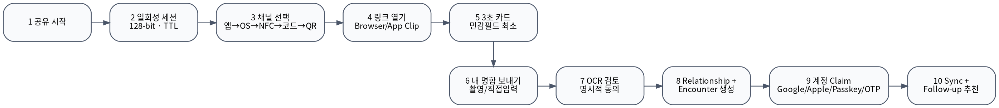 1 공유 시작
2 일회성 세션
128-bit · TTL
3 채널 선택
앱→OS→NFC→코드→QR
4 링크 열기
Browser/App Clip
5 3초 카드
민감필드 최소
6 내 명함 보내기
촬영/직접입력
7 OCR 검토
명시적 동의
8 Relationship +
Encounter 생성
9 계정 Claim
Google/Apple/Passkey/OTP
10 Sync +
Follow-up 추천